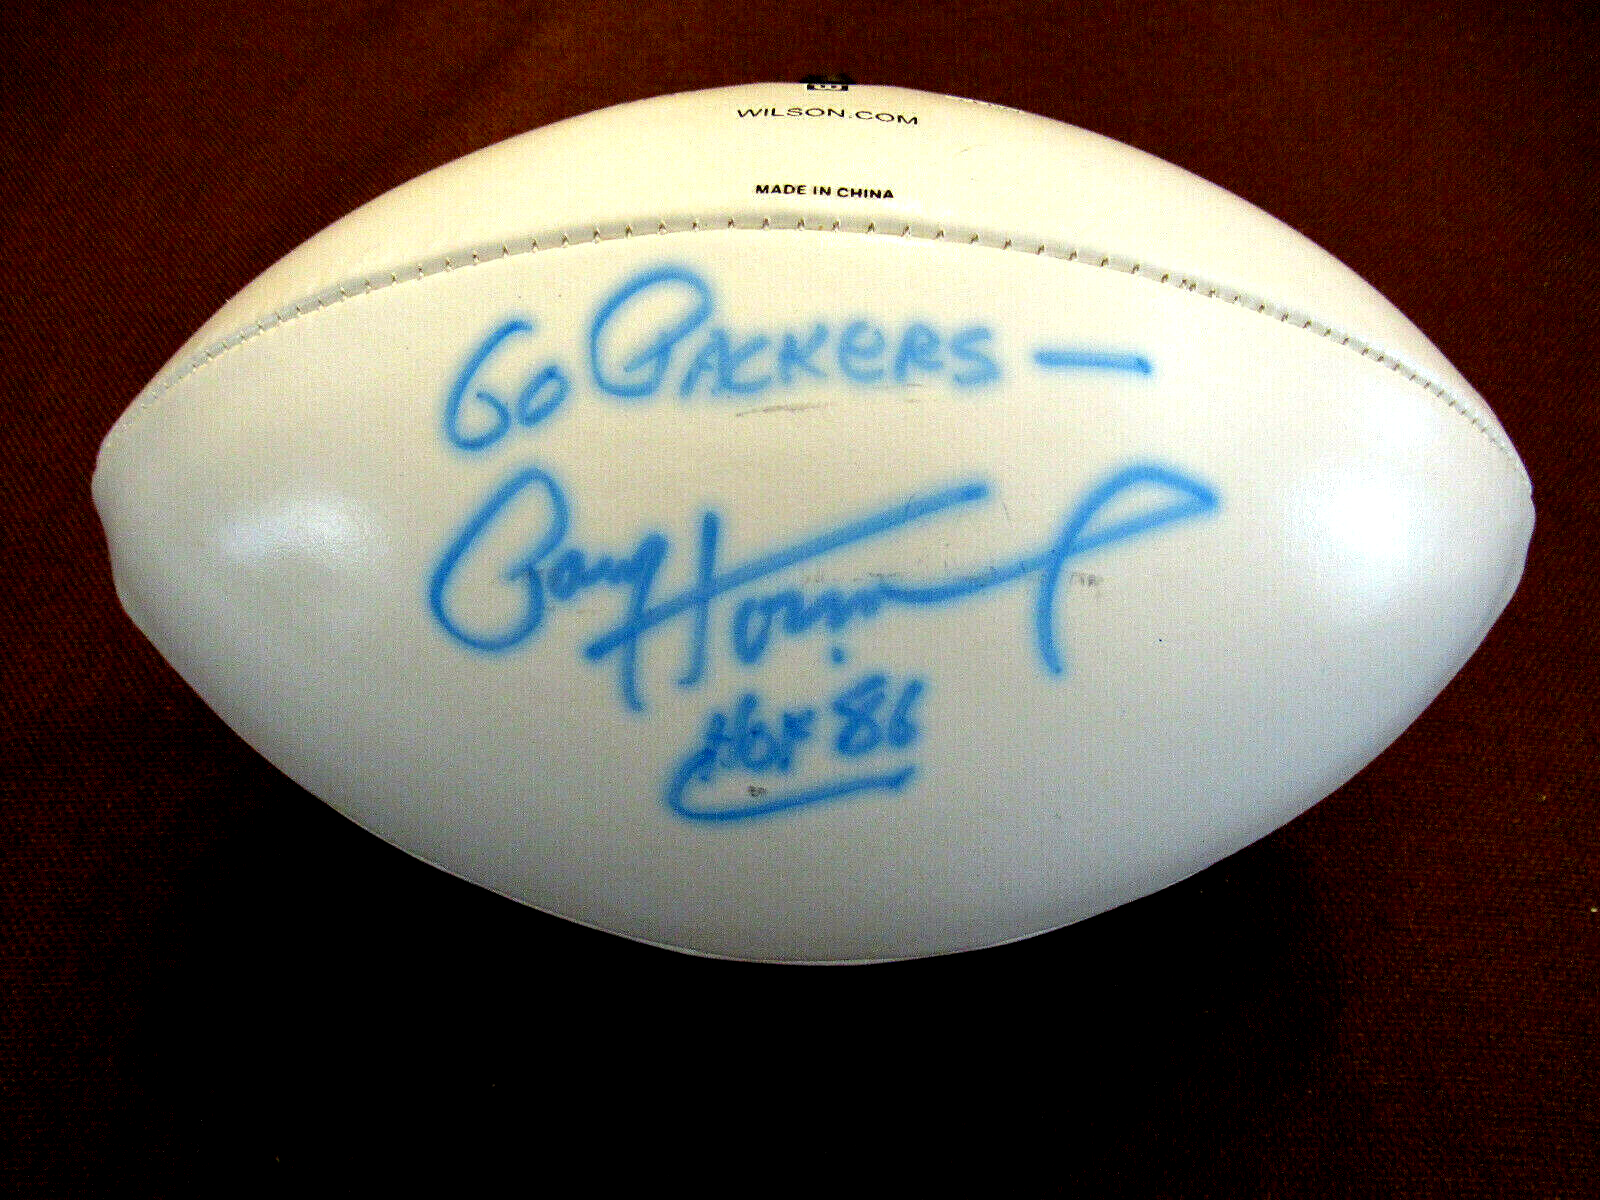 WILSON.COM
MADE IN CHINA
GO PACKERS —
Paul Hornung
HOF 86